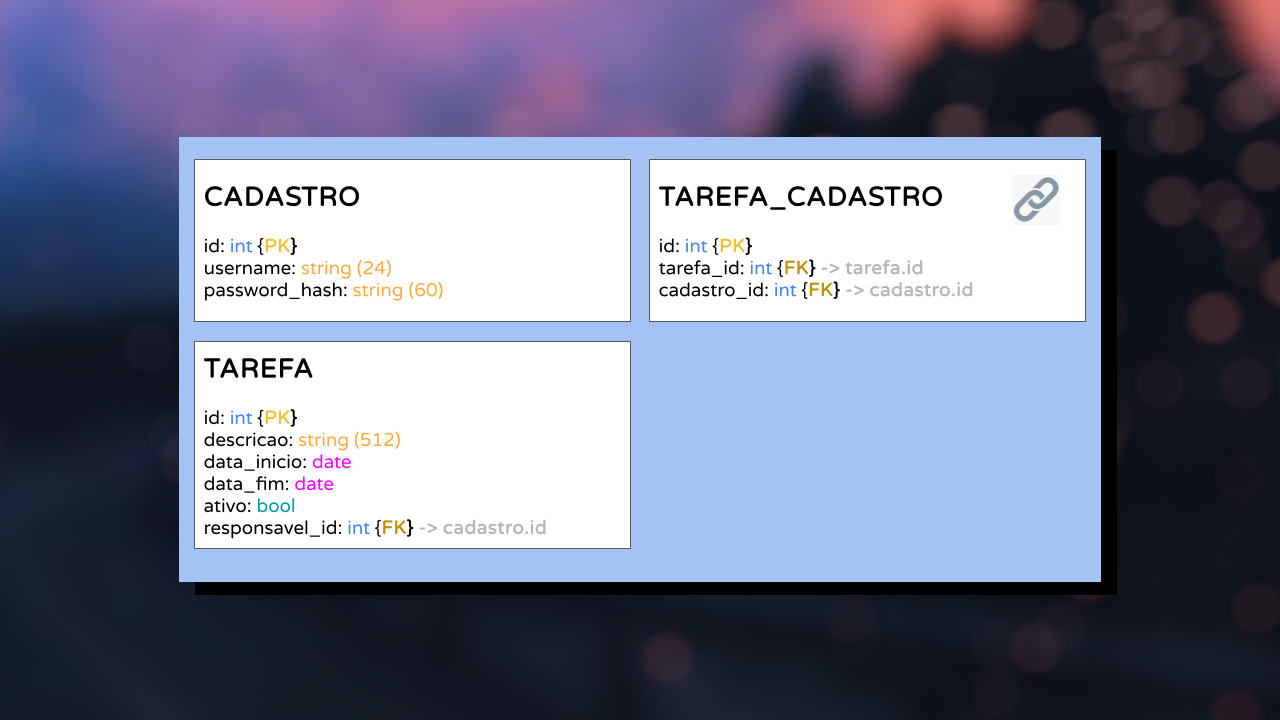 CADASTRO
id: int {PK}
username: string (24)
password_hash: string (60)
TAREFA_CADASTRO
id: int {PK}
tarefa_id: int {FK} -> tarefa.id
cadastro_id: int {FK} -> cadastro.id
TAREFA
id: int {PK}
descricao: string (512)
data_inicio: date
data_fim: date
ativo: bool
responsavel_id: int {FK} -> cadastro.id